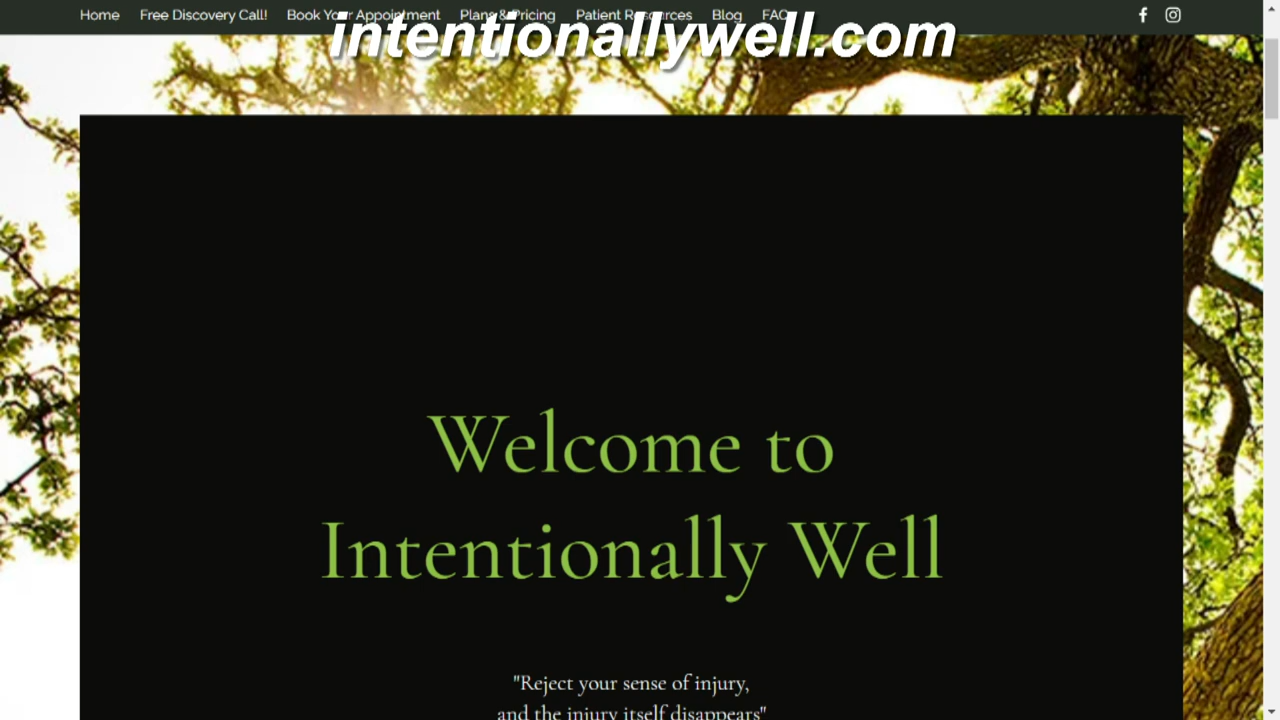 Home Free Discovery Call! Book Your Appointment Plans & Pricing Patient Resources Blog FAQ
intentionallywell.com
Welcome to
Intentionally Well
"Reject your sense of injury,
and the injury itself disappears"